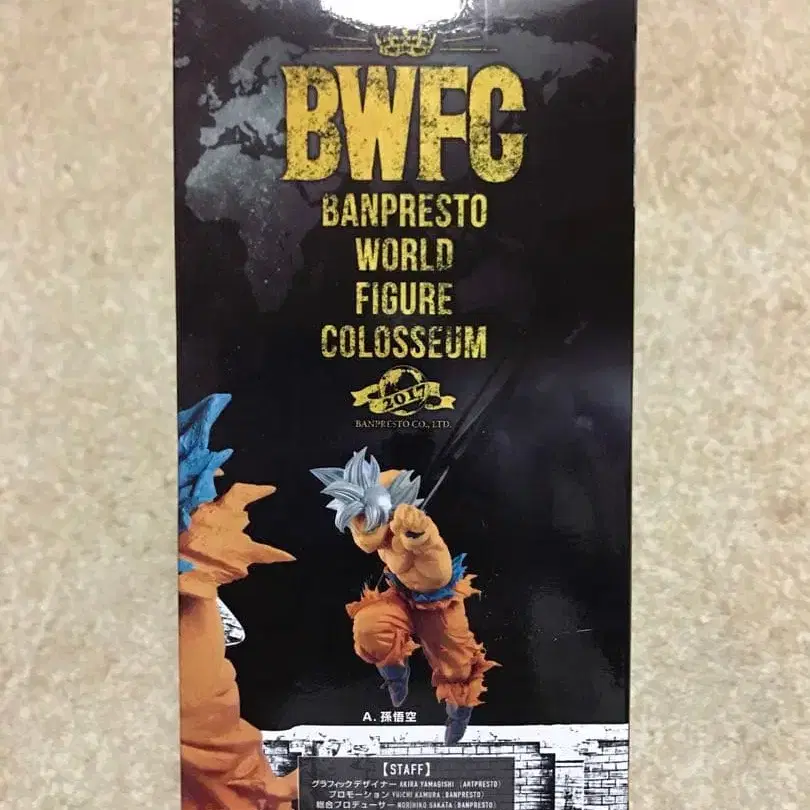 BWFC
BANPRESTO
WORLD
FIGURE
COLOSSEUM
2017
BANPRESTO CO., LTD.
A. 孫悟空
【STAFF】
グラフィックデザイナー AKIRA YAMAGISHI (ARTPRESTO)
プロモーション YUICHI KAMURA (BANPRESTO)
総合プロデューサー NORIHIKO SAKATA (BANPRESTO)